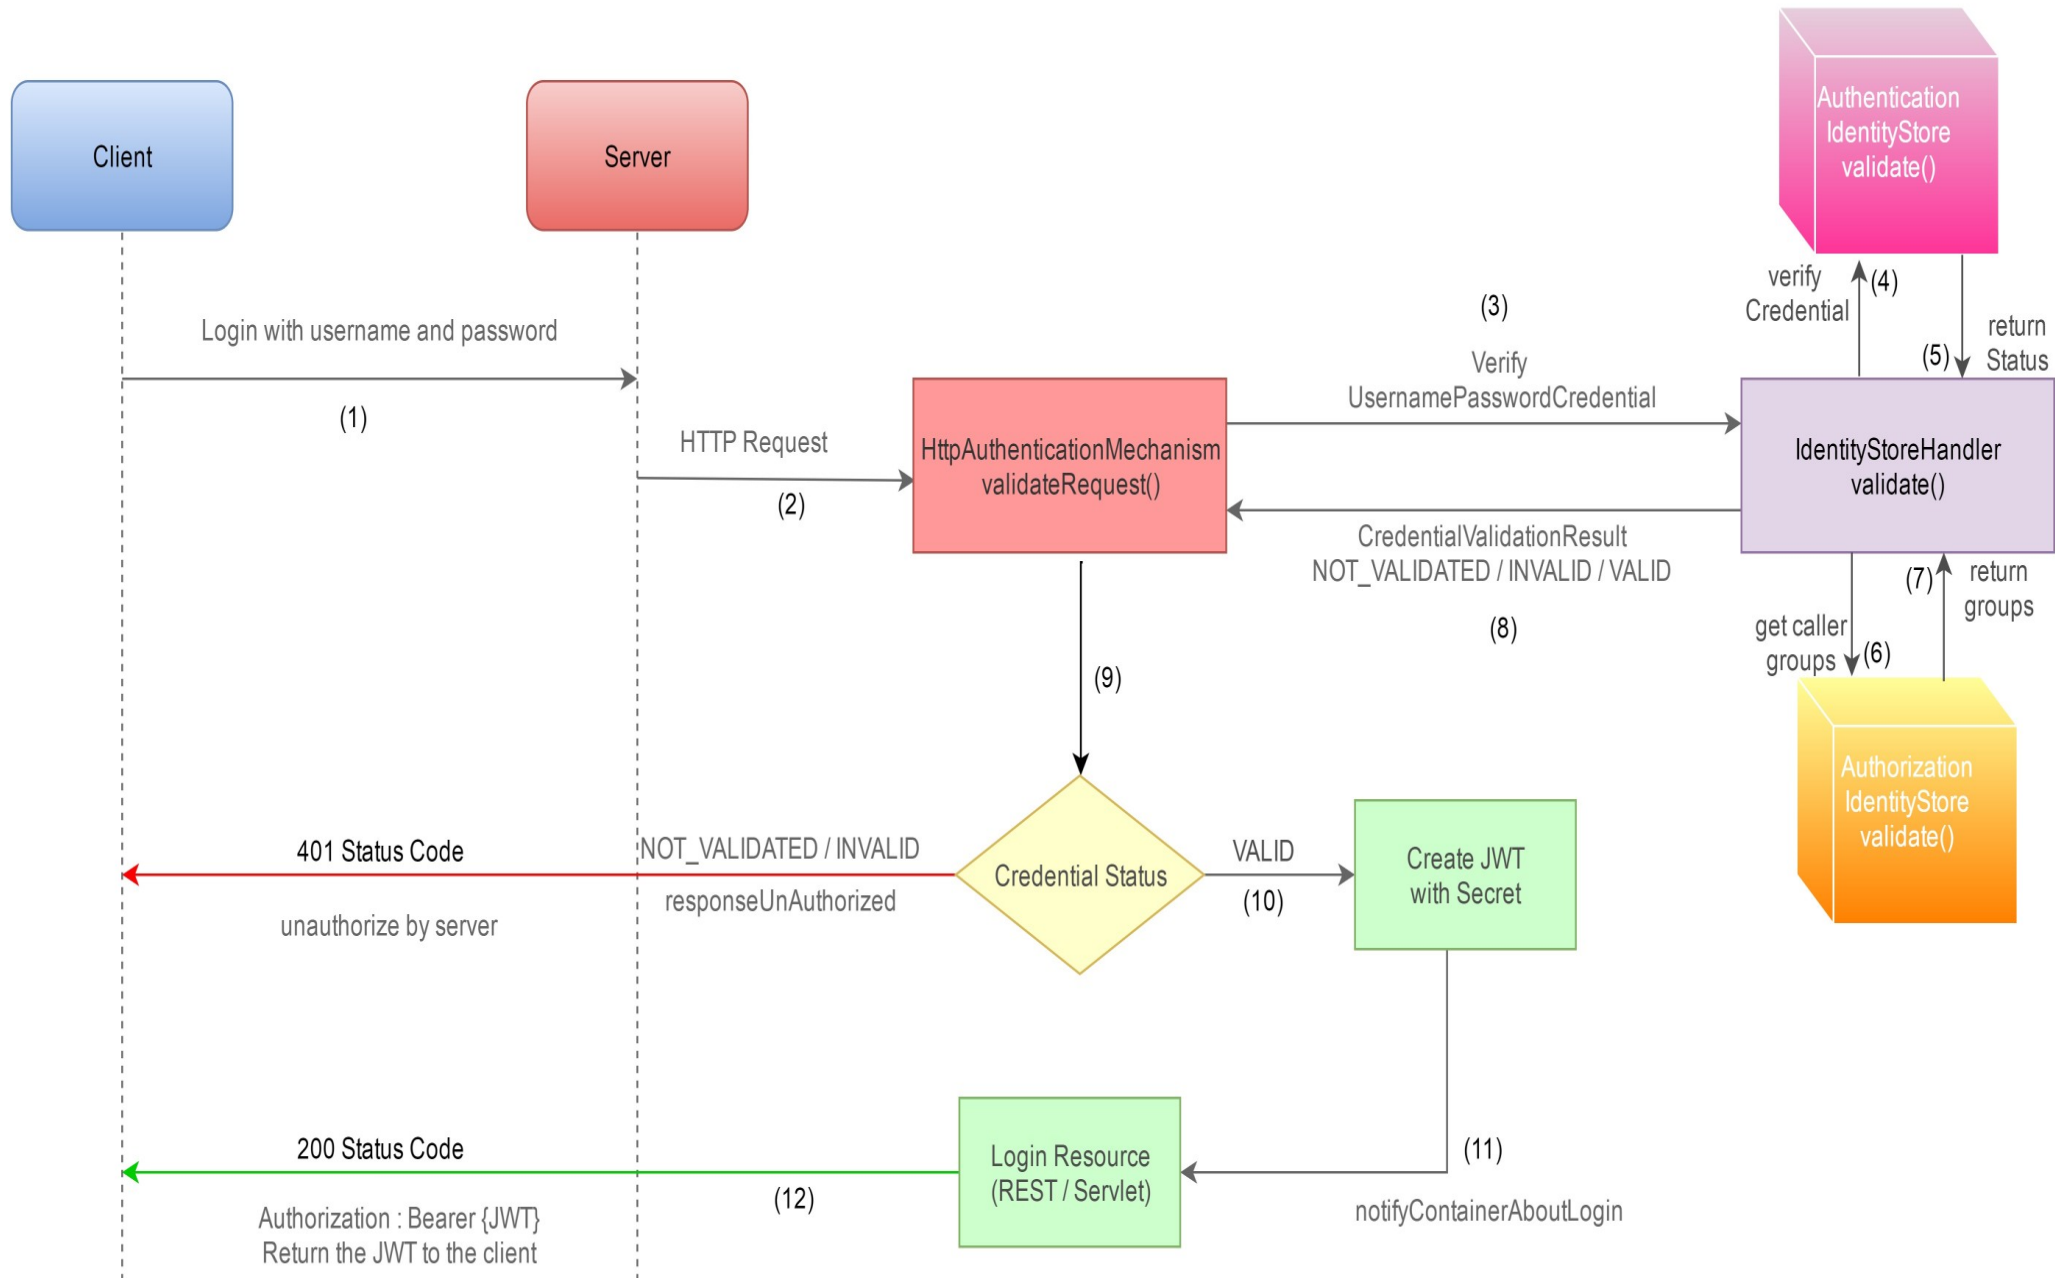 Client
Server
Authentication
IdentityStore
validate()
verify
Credential
(4)
(5)
return
Status
Login with username and password
(1)
HTTP Request
(2)
HttpAuthenticationMechanism
validateRequest()
(3)
Verify
UsernamePasswordCredential
IdentityStoreHandler
validate()
CredentialValidationResult
NOT_VALIDATED / INVALID / VALID
(8)
(7)
return
groups
get caller
groups
(6)
Authorization
IdentityStore
validate()
(9)
Credential Status
NOT_VALIDATED / INVALID
responseUnAuthorized
401 Status Code
unauthorize by server
VALID
(10)
Create JWT
with Secret
(11)
notifyContainerAboutLogin
Login Resource
(REST / Servlet)
(12)
200 Status Code
Authorization : Bearer {JWT}
Return the JWT to the client